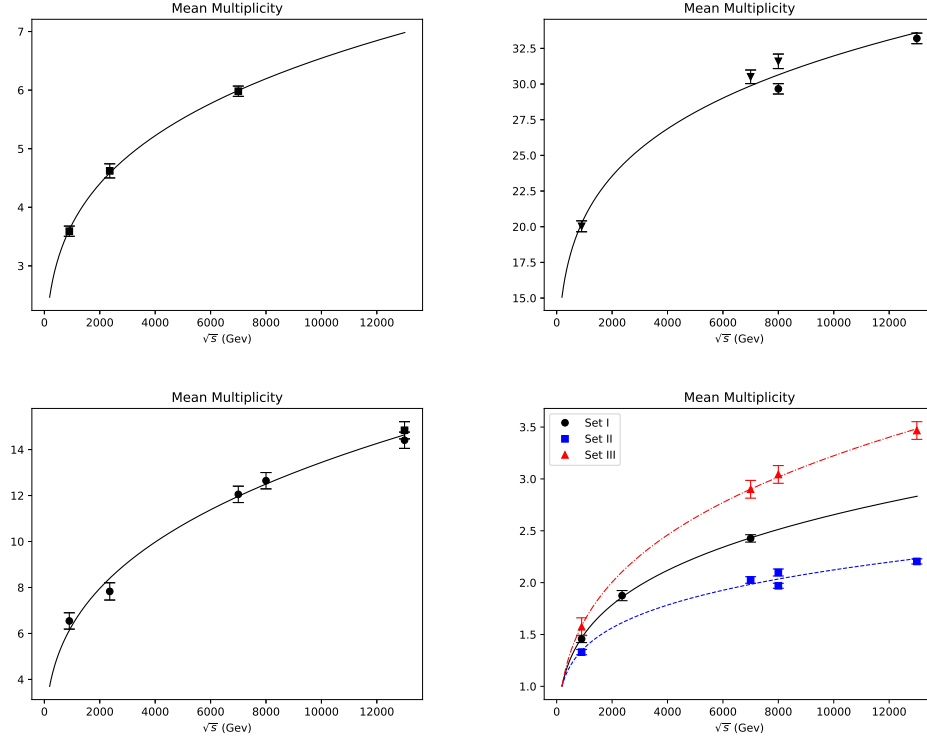 Mean Multiplicity
7
6
5
4
3
0 2000 4000 6000 8000 10000 12000
√s (Gev)
Mean Multiplicity
32.5
30.0
27.5
25.0
22.5
20.0
17.5
15.0
0 2000 4000 6000 8000 10000 12000
√s (Gev)
Mean Multiplicity
14
12
10
8
6
4
0 2000 4000 6000 8000 10000 12000
√s (Gev)
Mean Multiplicity
Set I
Set II
Set III
3.5
3.0
2.5
2.0
1.5
1.0
0 2000 4000 6000 8000 10000 12000
√s (Gev)